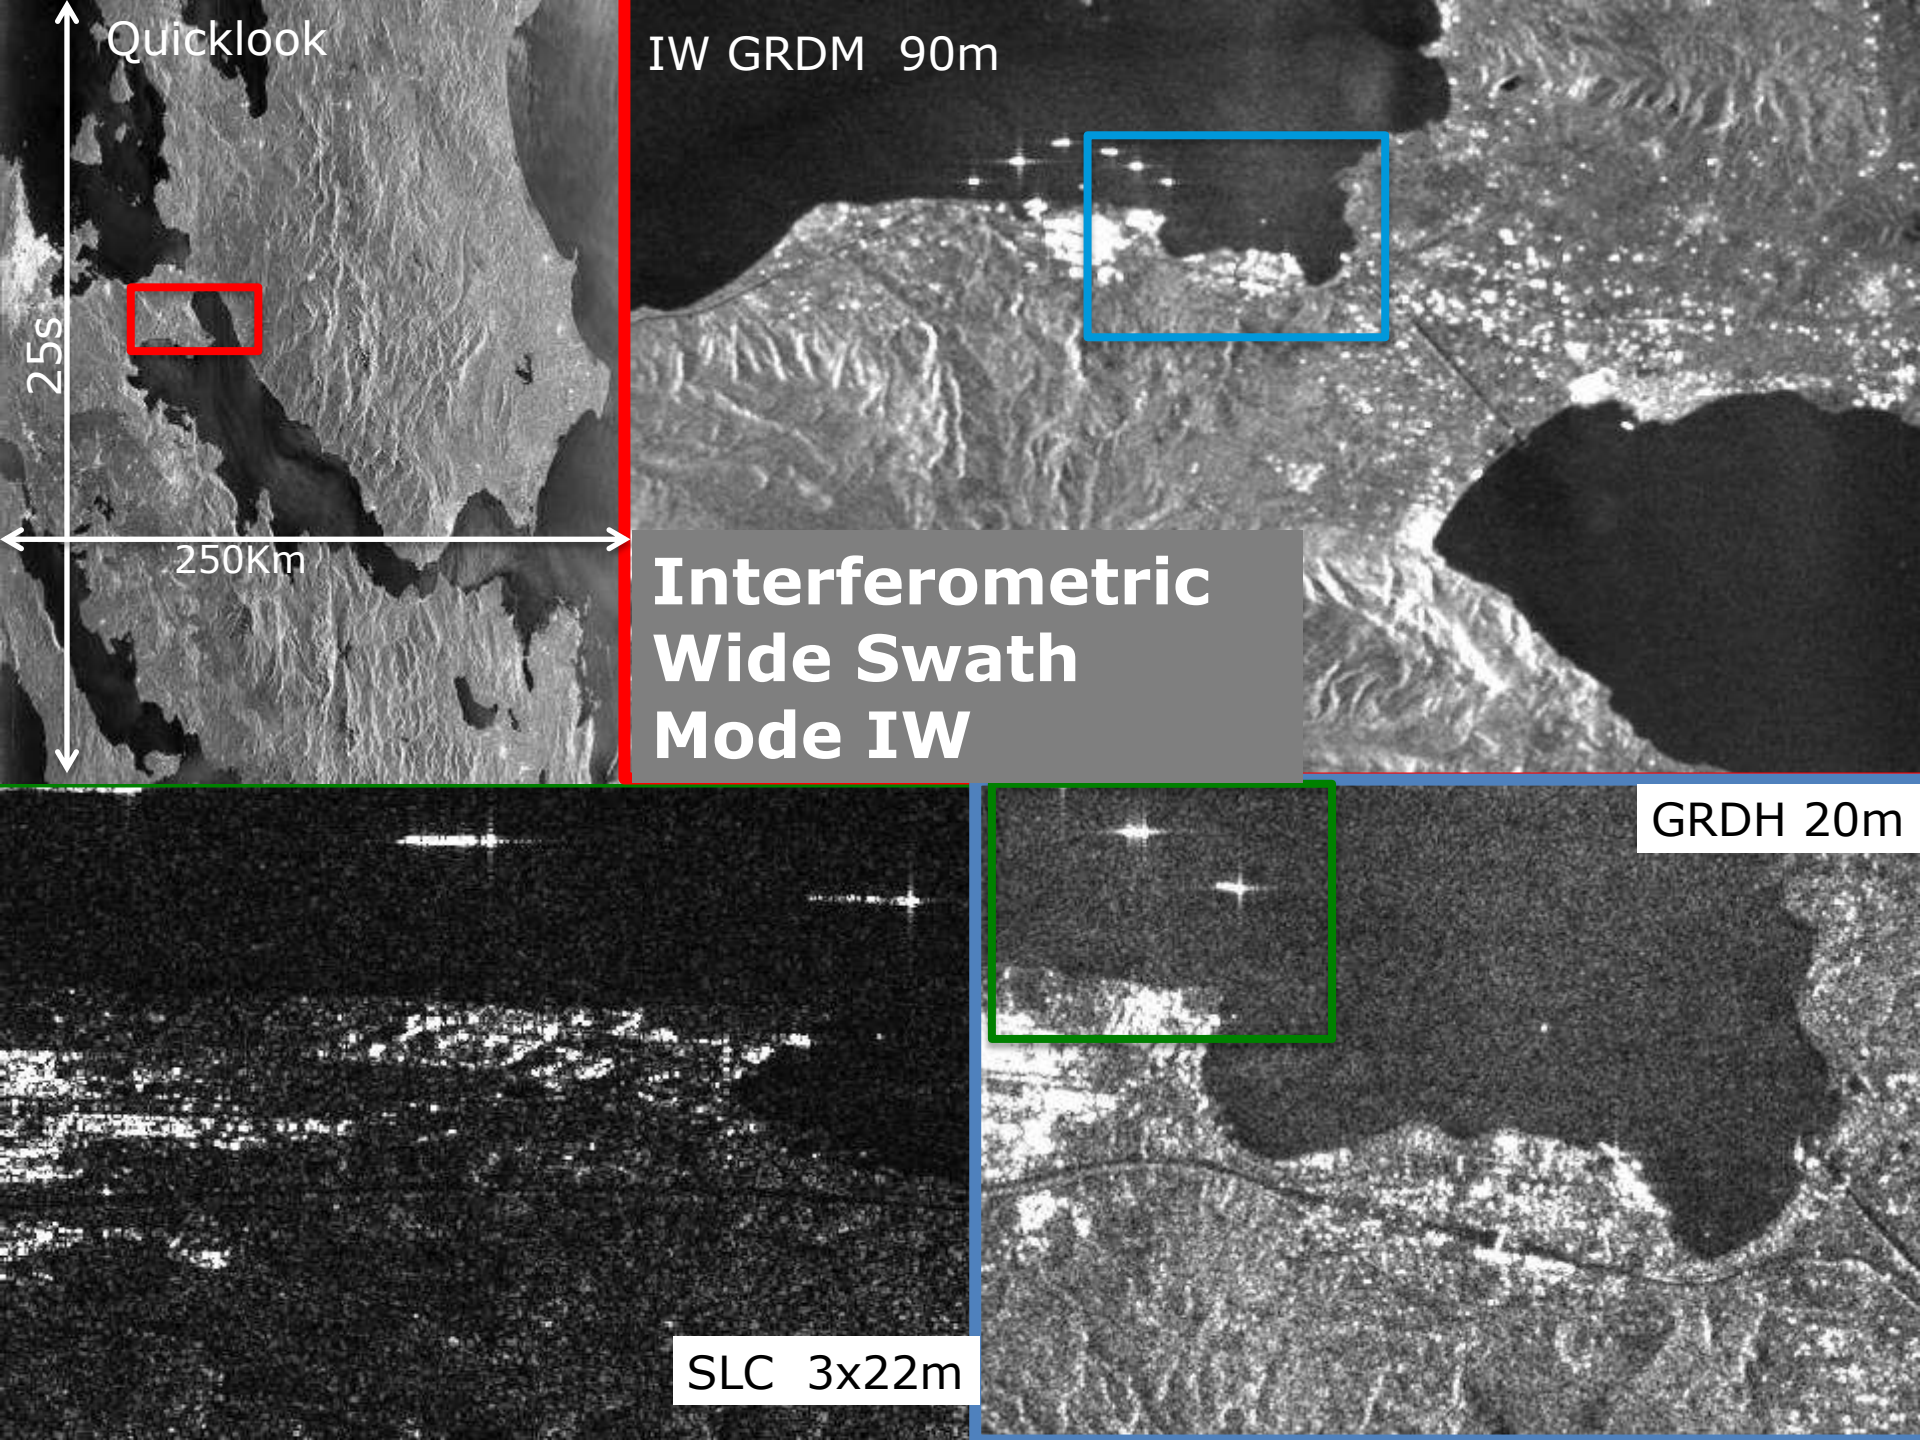 Quicklook
IW GRDM  90m
25s
250Km
Interferometric
Wide Swath
Mode IW
GRDH 20m
SLC  3x22m